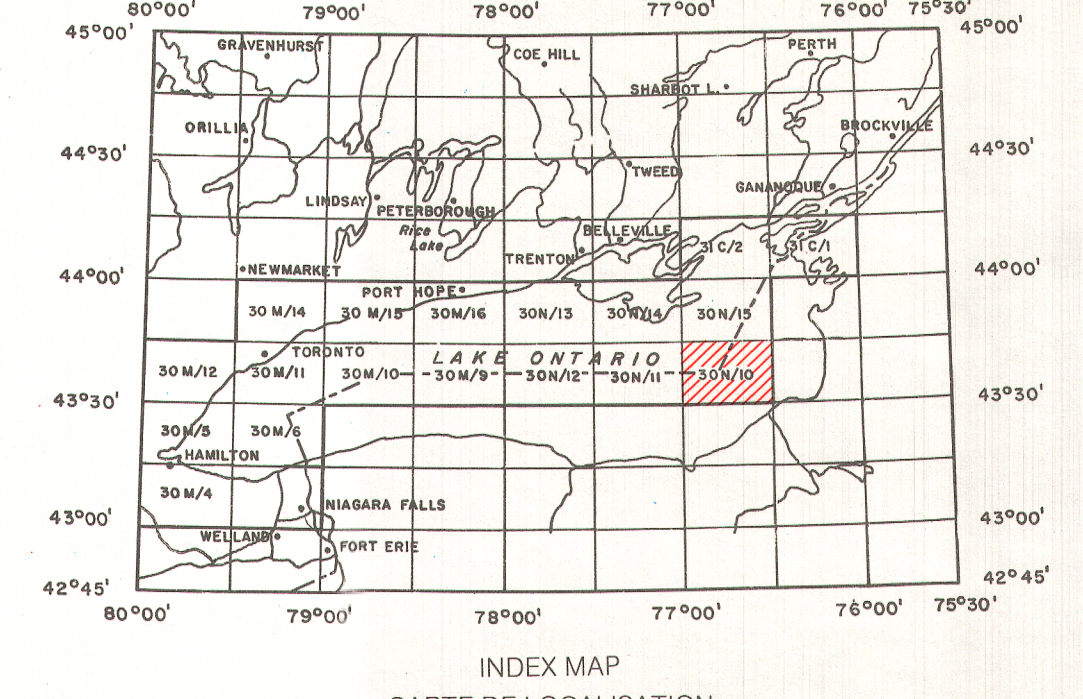 80°00' 79°00' 78°00' 77°00' 76°00' 75°30'
45°00' 45°00'
GRAVENHURST COE HILL PERTH
SHARBOT L.
ORILLIA BROCKVILLE
44°30' 44°30'
TWEED
GANANOQUE
LINDSAY
PETERBOROUGH
Rice
Lake
BELLEVILLE
31 C/2 31 C/1
TRENTON
44°00' NEWMARKET 44°00'
PORT HOPE
30 M/14 30 M/15 30M/16 30N/13 30N/14 30N/15
TORONTO LAKE ONTARIO
30 M/12 30M/11 30M/10 30M/9 30N/12 30N/11 30N/10
43°30' 43°30'
30M/5 30M/6
HAMILTON
30 M/4
NIAGARA FALLS
43°00' 43°00'
WELLAND
FORT ERIE
42°45' 42°45'
80°00' 79°00' 78°00' 77°00' 76°00' 75°30'
INDEX MAP
CARTE DE LOCALISATION